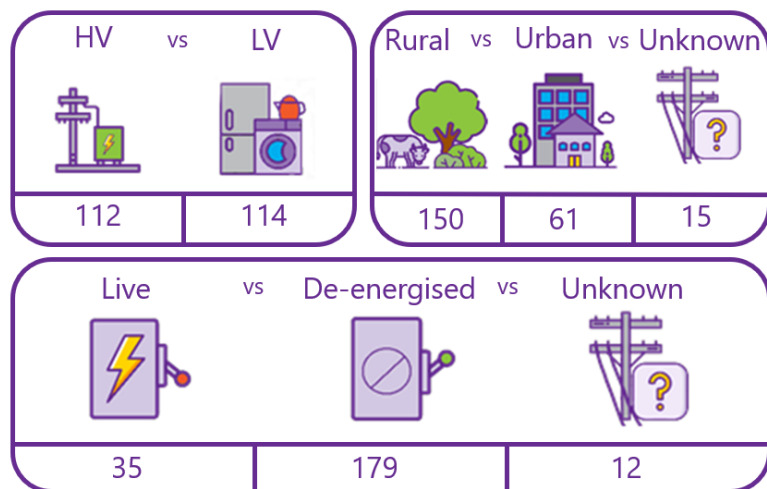 HV vs LV
112 114
Rural vs Urban vs Unknown
?
150 61 15
Live vs De-energised vs Unknown
?
35 179 12